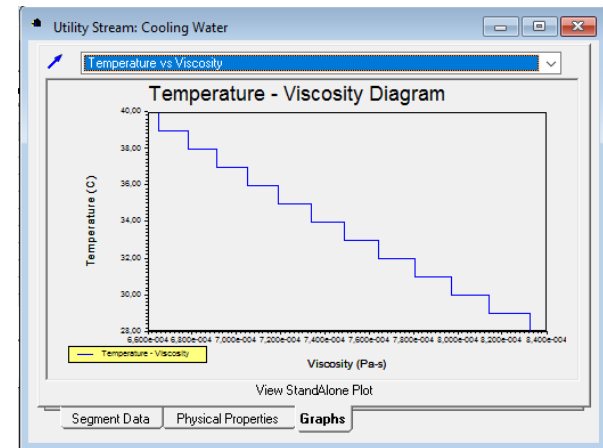 Utility Stream: Cooling Water
Temperature vs Viscosity
Temperature - Viscosity Diagram
40,00
38,00
36,00
34,00
32,00
30,00
28,00
Temperature (C)
6,600e-004 6,800e-004 7,000e-004 7,200e-004 7,400e-004 7,600e-004 7,800e-004 8,000e-004 8,200e-004 8,400e-004
Temperature - Viscosity
Viscosity (Pa-s)
View StandAlone Plot
Segment Data Physical Properties Graphs